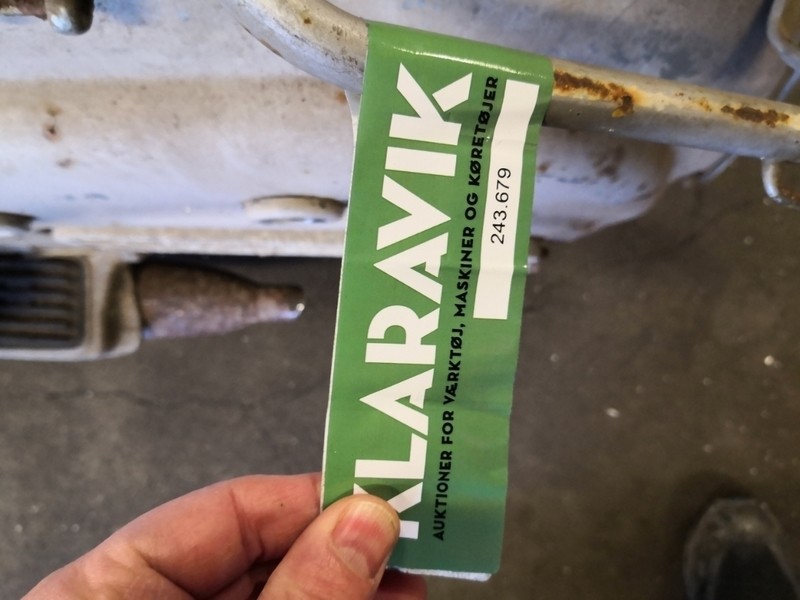 KLARAVIK
AUKTIONER FOR VÆRKTØJ, MASKINER OG KØRETØJER
243.679